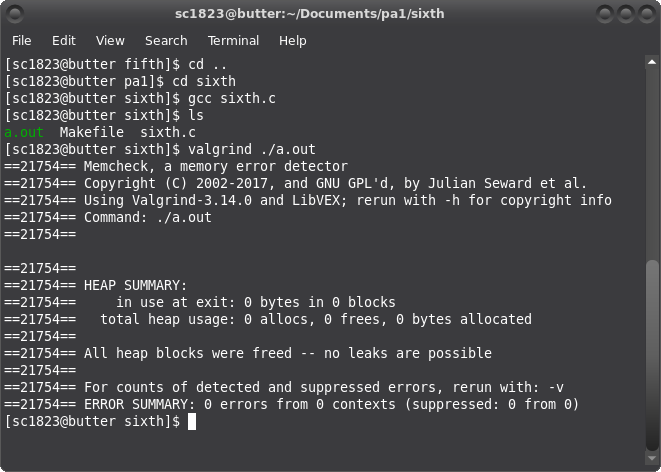 sc1823@butter:~/Documents/pa1/sixth
File Edit View Search Terminal Help
[sc1823@butter fifth]$ cd ..
[sc1823@butter pa1]$ cd sixth
[sc1823@butter sixth]$ gcc sixth.c
[sc1823@butter sixth]$ ls
a.out  Makefile  sixth.c
[sc1823@butter sixth]$ valgrind ./a.out
==21754== Memcheck, a memory error detector
==21754== Copyright (C) 2002-2017, and GNU GPL'd, by Julian Seward et al.
==21754== Using Valgrind-3.14.0 and LibVEX; rerun with -h for copyright info
==21754== Command: ./a.out
==21754==
==21754==
==21754== HEAP SUMMARY:
==21754==     in use at exit: 0 bytes in 0 blocks
==21754==   total heap usage: 0 allocs, 0 frees, 0 bytes allocated
==21754==
==21754== All heap blocks were freed -- no leaks are possible
==21754==
==21754== For counts of detected and suppressed errors, rerun with: -v
==21754== ERROR SUMMARY: 0 errors from 0 contexts (suppressed: 0 from 0)
[sc1823@butter sixth]$